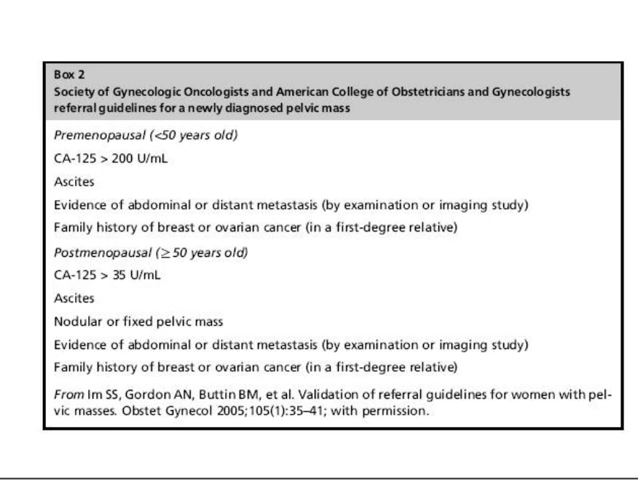 Box 2
Society of Gynecologic Oncologists and American College of Obstetricians and Gynecologists
referral guidelines for a newly diagnosed pelvic mass
Premenopausal (<50 years old)
CA-125 > 200 U/mL
Ascites
Evidence of abdominal or distant metastasis (by examination or imaging study)
Family history of breast or ovarian cancer (in a first-degree relative)
Postmenopausal (≥50 years old)
CA-125 > 35 U/mL
Ascites
Nodular or fixed pelvic mass
Evidence of abdominal or distant metastasis (by examination or imaging study)
Family history of breast or ovarian cancer (in a first-degree relative)
From Im SS, Gordon AN, Buttin BM, et al. Validation of referral guidelines for women with pel-
vic masses. Obstet Gynecol 2005;105(1):35–41; with permission.